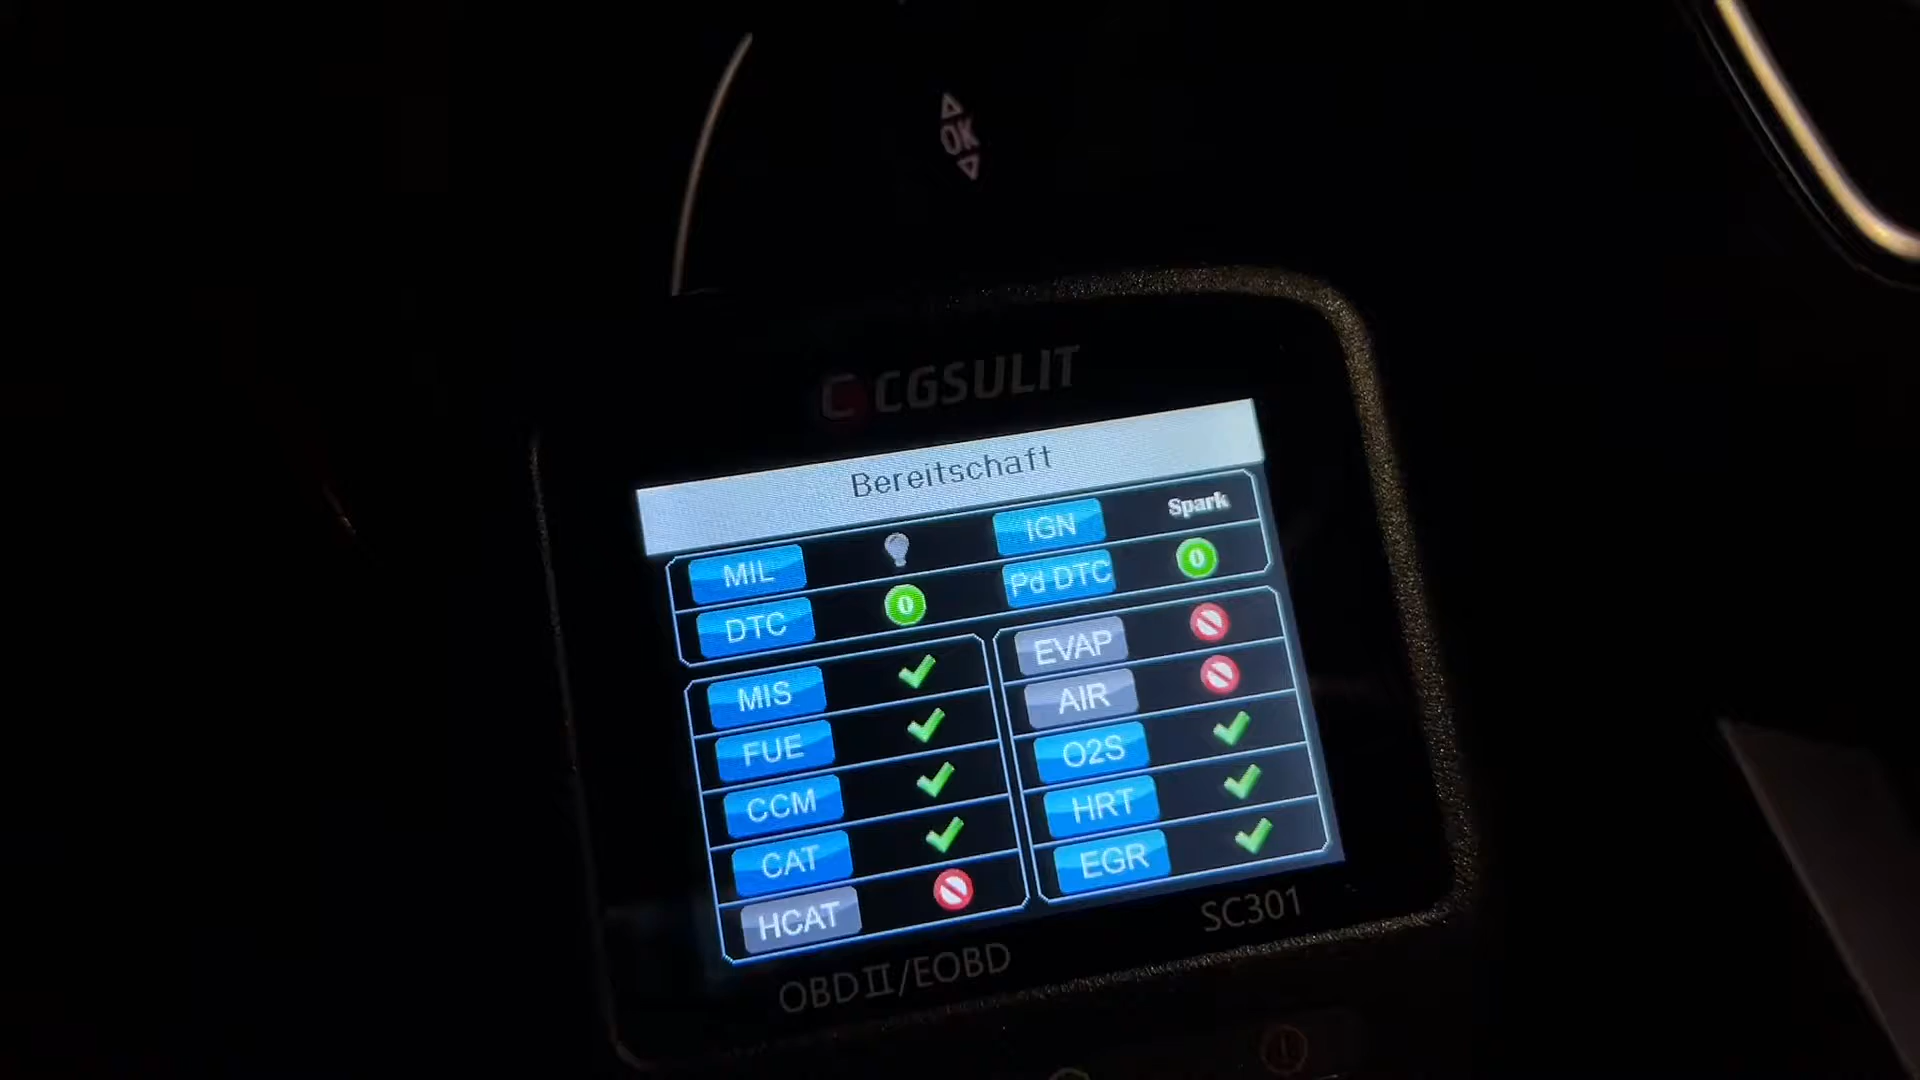 OK
CGSULIT
Bereitschaft
MIL
IGN Spark
DTC 0
Pd DTC 0
MIS
FUE
CCM
CAT
HCAT
EVAP
AIR
O2S
HRT
EGR
OBDII/EOBD
SC301